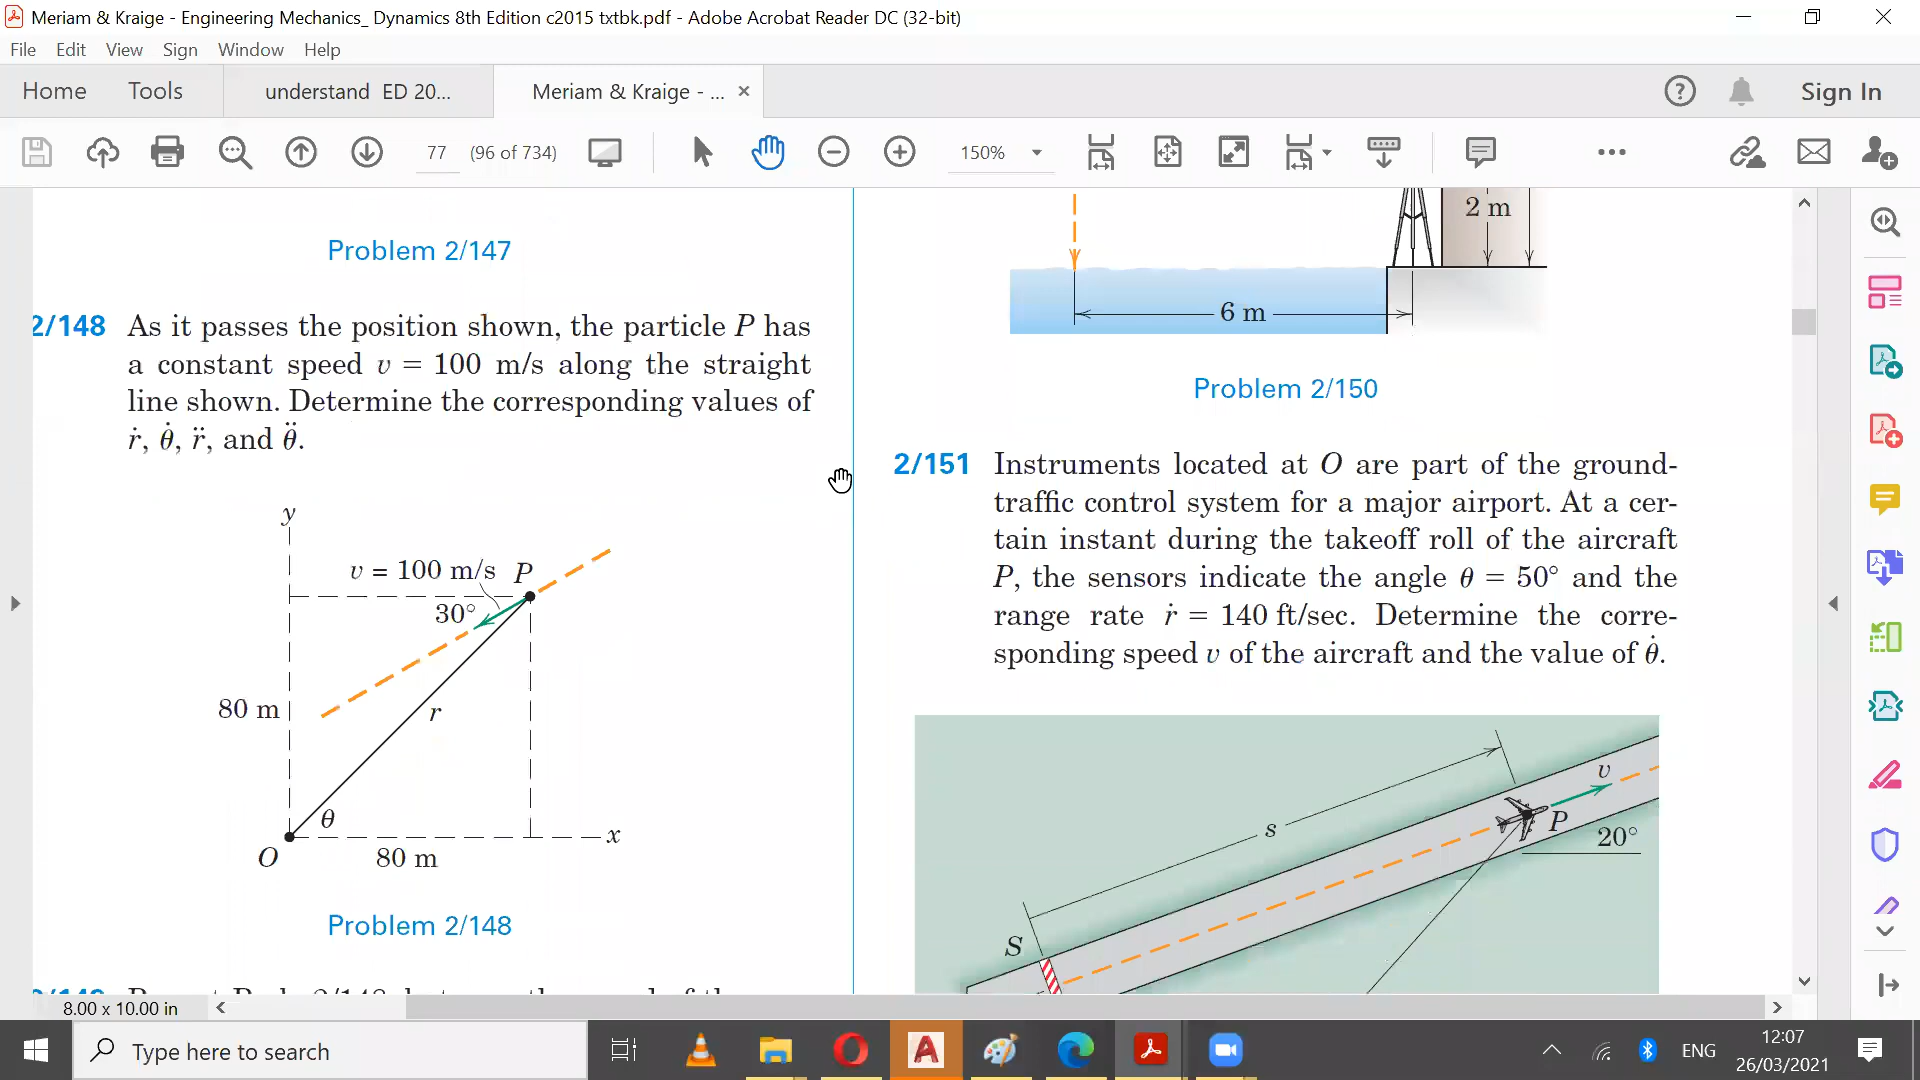 Meriam & Kraige - Engineering Mechanics_ Dynamics 8th Edition c2015 txtbk.pdf - Adobe Acrobat Reader DC (32-bit)
File Edit View Sign Window Help
Home Tools understand ED 20... Meriam & Kraige - ... × Sign In
77 (96 of 734) 150%
Problem 2/147
2/148 As it passes the position shown, the particle P has
a constant speed v = 100 m/s along the straight
line shown. Determine the corresponding values of
ṙ, θ̇, r̈, and θ̈.
y
v = 100 m/s P
30°
80 m
r
θ
x
O
80 m
Problem 2/148
2 m
6 m
Problem 2/150
2/151 Instruments located at O are part of the ground-
traffic control system for a major airport. At a cer-
tain instant during the takeoff roll of the aircraft
P, the sensors indicate the angle θ = 50° and the
range rate ṙ = 140 ft/sec. Determine the corre-
sponding speed v of the aircraft and the value of θ̇.
v
P
s
20°
S
8.00 x 10.00 in
Type here to search
ENG
12:07
26/03/2021